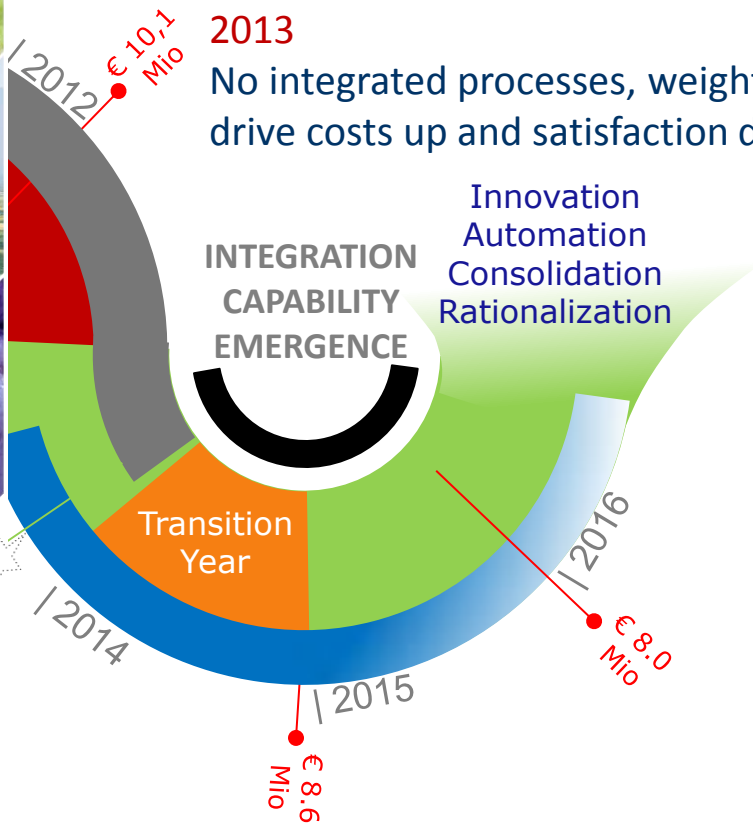 2013
No integrated processes, weight
drive costs up and satisfaction
| 2012
€ 10,1
Mio
INTEGRATION
CAPABILITY
EMERGENCE
Innovation
Automation
Consolidation
Rationalization
Transition
Year
| 2014
| 2015
| 2016
€ 8.0
Mio
€ 8.6
Mio